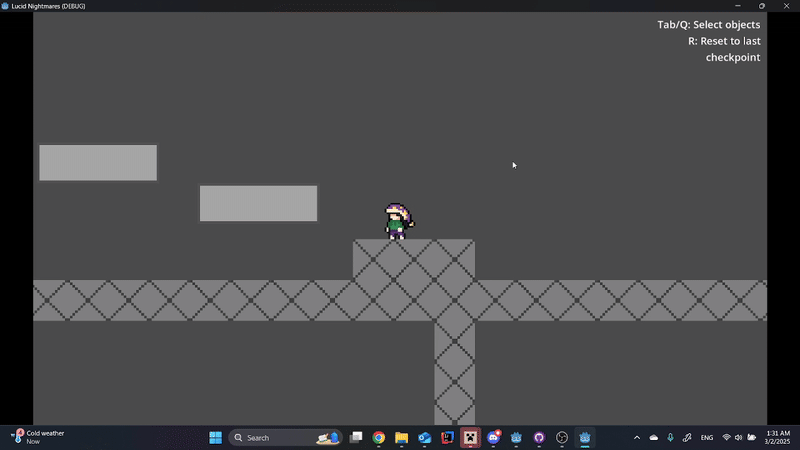 Lucid Nightmares (DEBUG)
Tab/Q: Select objects
R: Reset to last
checkpoint
4
Cold weather
Now
Search
ENG
1:31 AM
3/2/2025